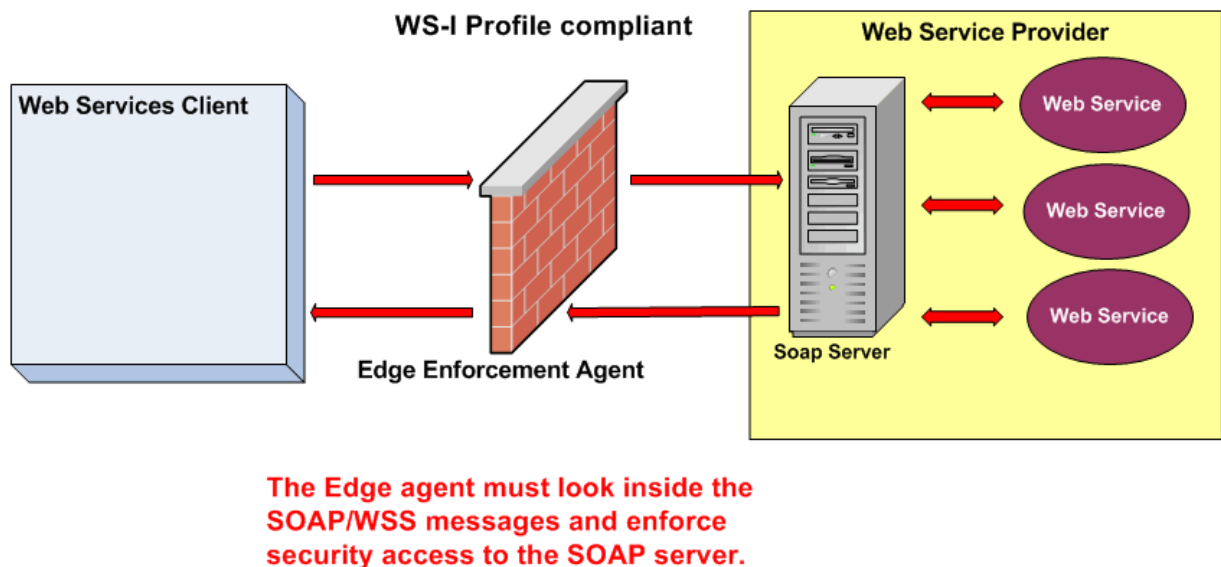 WS-I Profile compliant
Web Service Provider
Web Services Client
Web Service
Web Service
Web Service
Soap Server
Edge Enforcement Agent
The Edge agent must look inside the
SOAP/WSS messages and enforce
security access to the SOAP server.